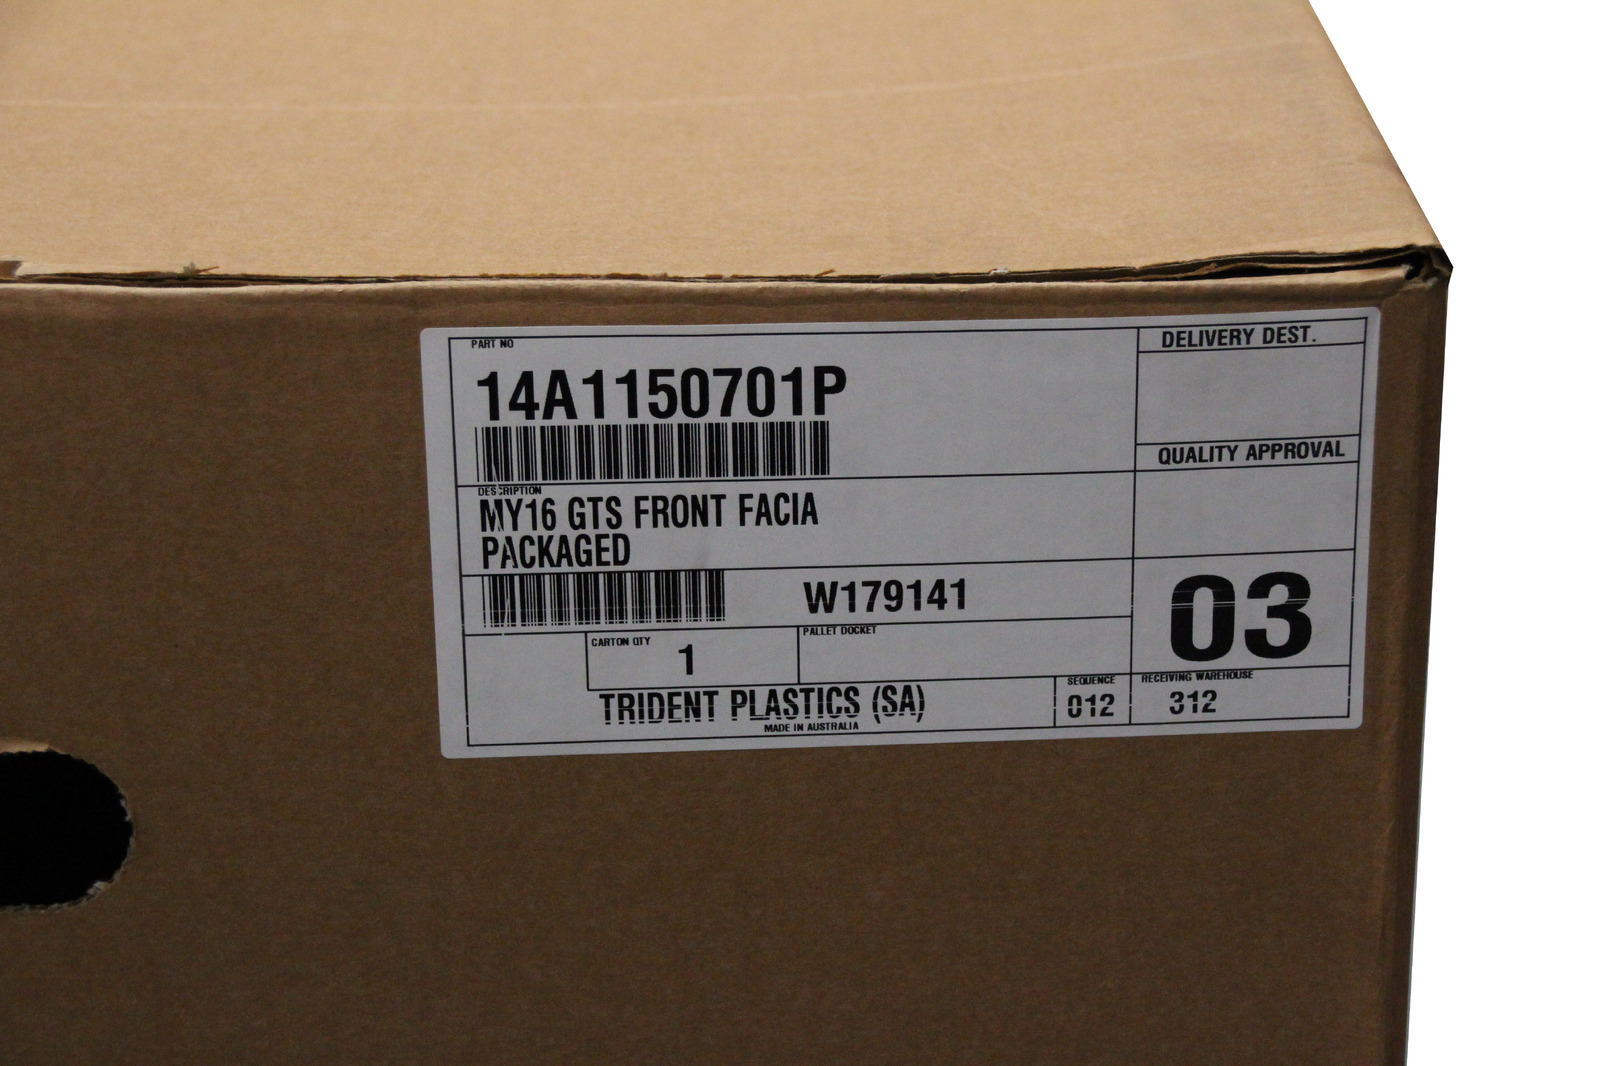 PART NO
14A1150701P
DESCRIPTION
MY16 GTS FRONT FACIA
PACKAGED
W179141
CARTON QTY
1
PALLET DOCKET
TRIDENT PLASTICS (SA)
MADE IN AUSTRALIA
SEQUENCE
012
DELIVERY DEST.
QUALITY APPROVAL
03
RECEIVING WAREHOUSE
312